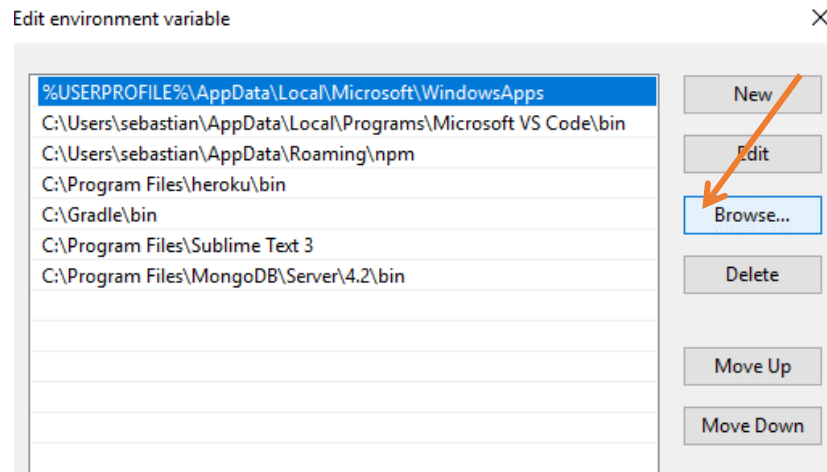 Edit environment variable
%USERPROFILE%\AppData\Local\Microsoft\WindowsApps
New
C:\Users\sebastian\AppData\Local\Programs\Microsoft VS Code\bin
C:\Users\sebastian\AppData\Roaming\npm
Edit
C:\Program Files\heroku\bin
C:\Gradle\bin
Browse...
C:\Program Files\Sublime Text 3
C:\Program Files\MongoDB\Server\4.2\bin
Delete
Move Up
Move Down